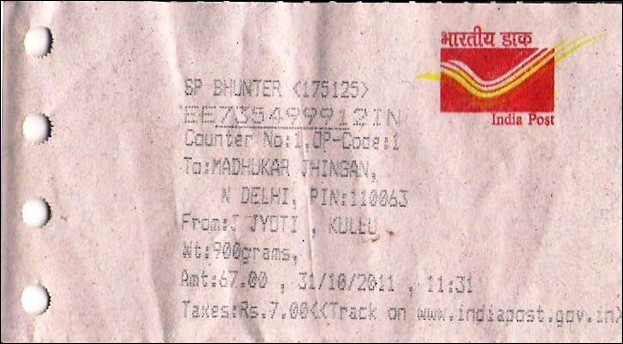 भारतीय डाक
India Post
SP BHUNTER <175125>
EE735499912IN
Counter No:1,OP-Code:1
To:MADHUKAR JHINGAN,
N DELHI, PIN:110063
From:J JYOTI , KULLU
Wt:900grams,
Amt:67.00 , 31/10/2011 , 11:31
Taxes:Rs.7.00<<Track on www.indiapost.gov.in>